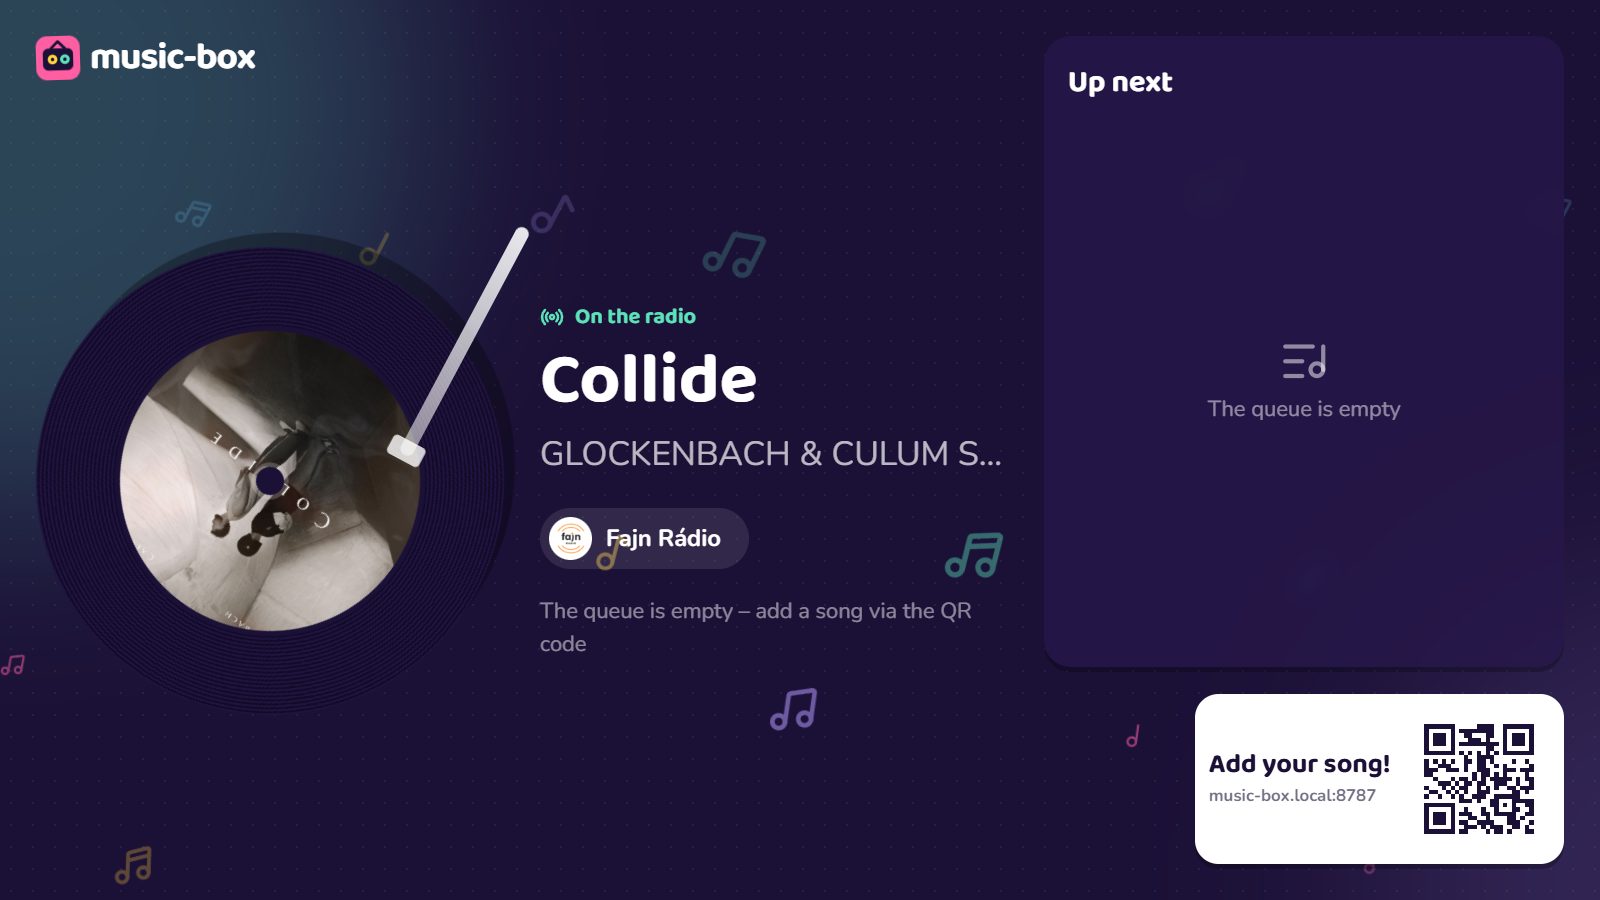 music-box
Up next
On the radio
Collide
GLOCKENBACH & CULUM S...
COLLIDE
fajn
Fajn Rádio
The queue is empty
The queue is empty – add a song via the QR
code
Add your song!
music-box.local:8787